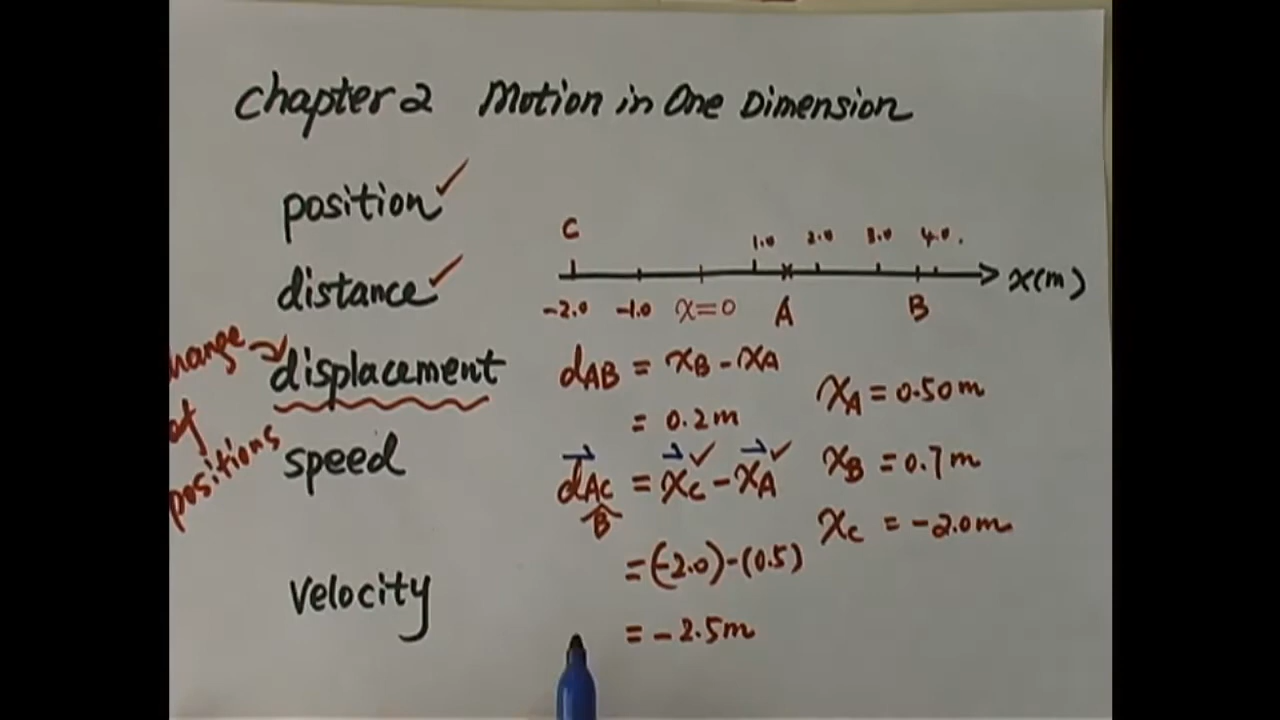 Chapter 2 Motion in One Dimension
position ✓
distance ✓
displacement
speed
Velocity
of
positions
C
1.0 2.0 3.0 4.0.
x(m)
-2.0 -1.0 x=0 A B
dAB = xB - xA
= 0.2m
dAC = xC ✓ - xA ✓
B
= (-2.0) - (0.5)
= -2.5m
xA = 0.50m
xB = 0.7m
xC = -2.0m